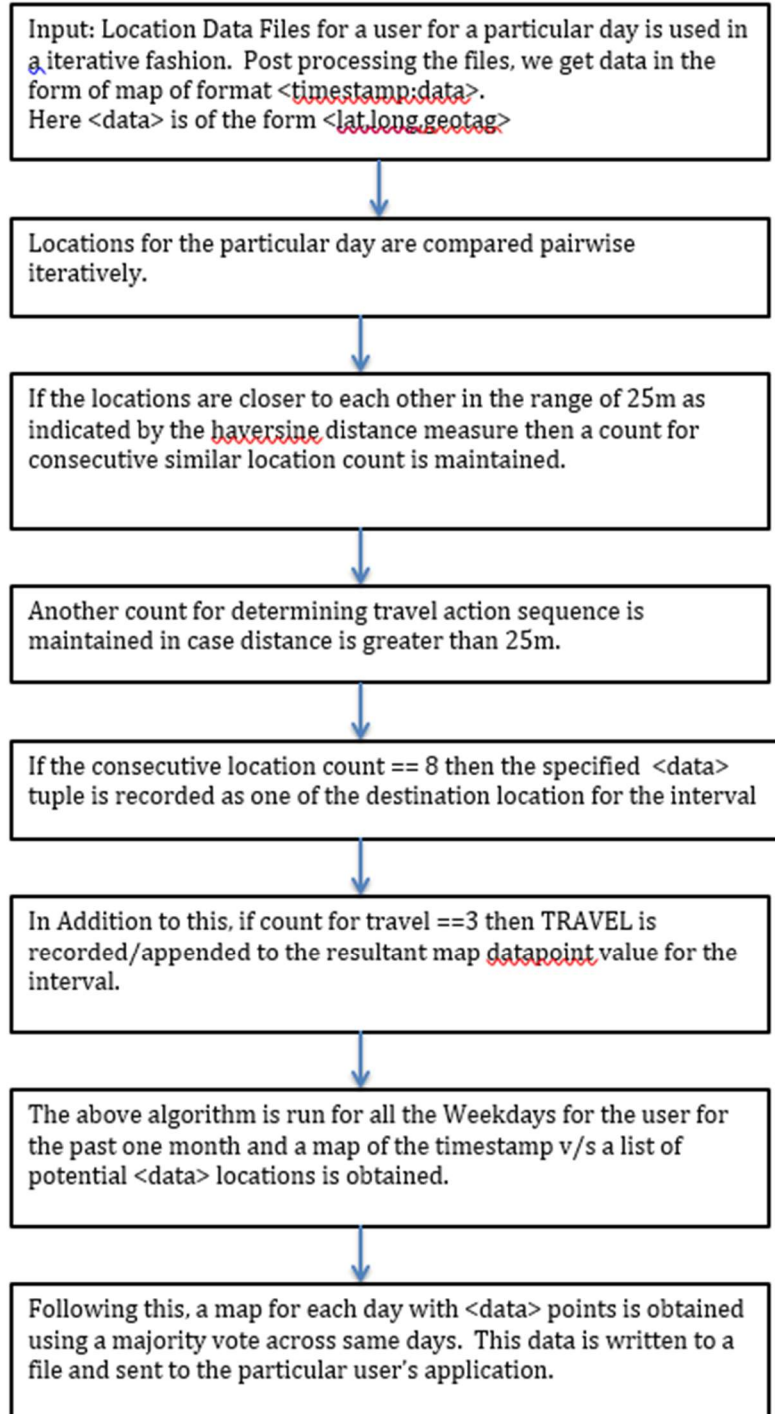 Input: Location Data Files for a user for a particular day is used in
a iterative fashion.  Post processing the files, we get data in the
form of map of format <timestamp:data>.
Here <data> is of the form <lat,long,geotag>
Locations for the particular day are compared pairwise
iteratively.
If the locations are closer to each other in the range of 25m as
indicated by the haversine distance measure then a count for
consecutive similar location count is maintained.
Another count for determining travel action sequence is
maintained in case distance is greater than 25m.
If the consecutive location count == 8 then the specified  <data>
tuple is recorded as one of the destination location for the interval
In Addition to this, if count for travel ==3 then TRAVEL is
recorded/appended to the resultant map datapoint value for the
interval.
The above algorithm is run for all the Weekdays for the user for
the past one month and a map of the timestamp v/s a list of
potential <data> locations is obtained.
Following this, a map for each day with <data> points is obtained
using a majority vote across same days.  This data is written to a
file and sent to the particular user's application.